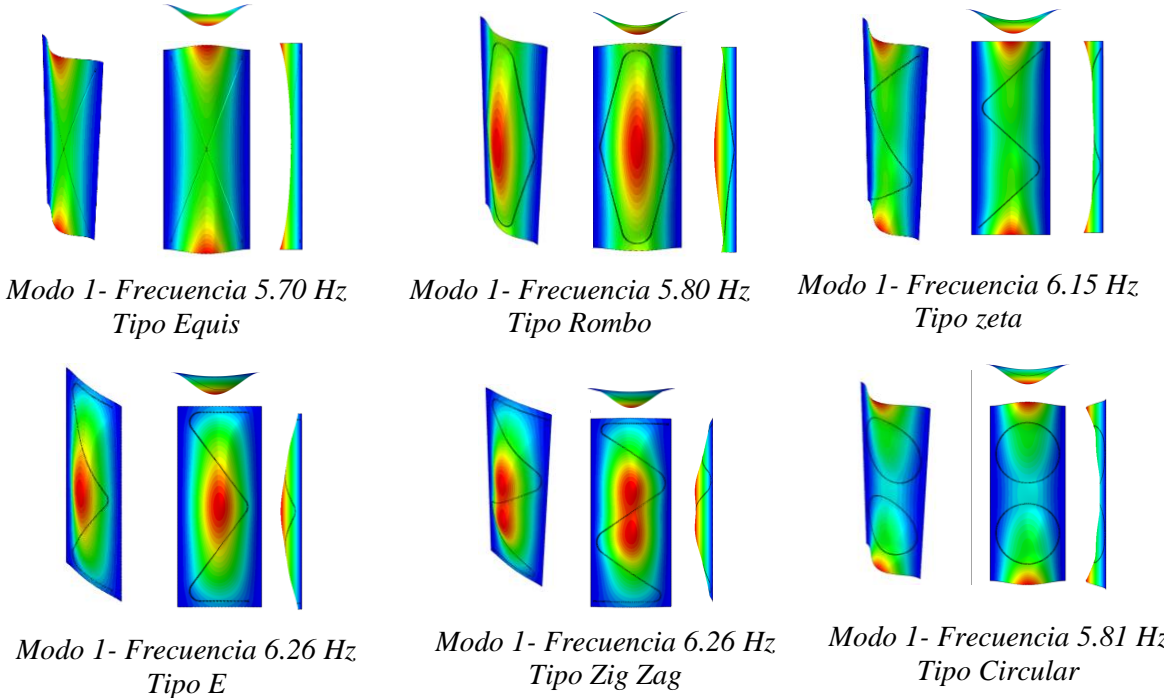 Modo 1- Frecuencia 5.70 Hz
Tipo Equis
Modo 1- Frecuencia 5.80 Hz
Tipo Rombo
Modo 1- Frecuencia 6.15 Hz
Tipo zeta
Modo 1- Frecuencia 6.26 Hz
Tipo E
Modo 1- Frecuencia 6.26 Hz
Tipo Zig Zag
Modo 1- Frecuencia 5.81 Hz
Tipo Circular